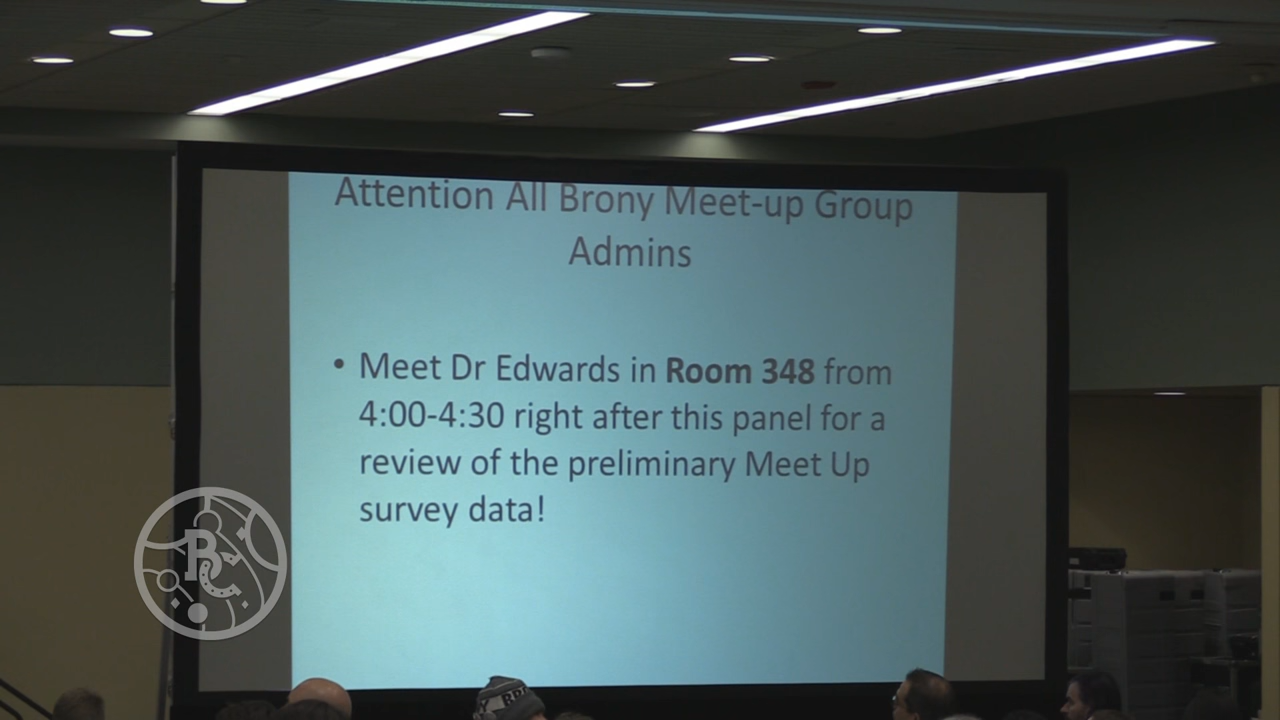 Attention All Brony Meet-up Group
Admins
• Meet Dr Edwards in Room 348 from
4:00-4:30 right after this panel for a
review of the preliminary Meet Up
survey data!
BC